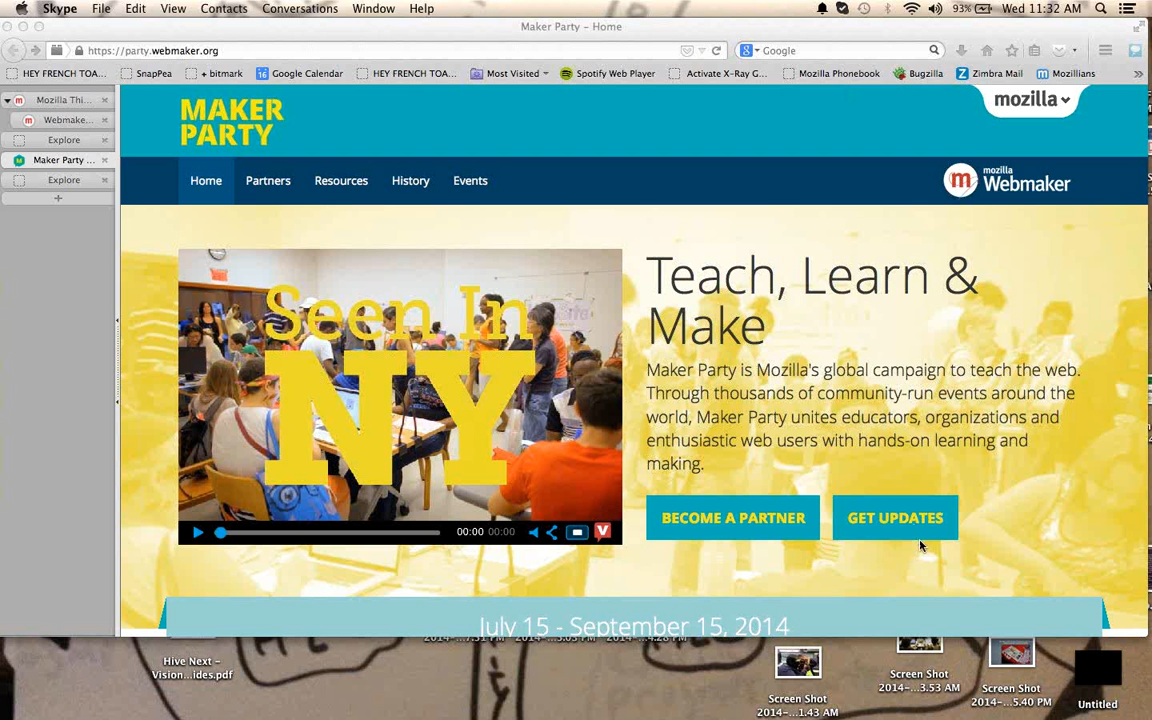 Skype File Edit View Contacts Conversations Window Help 93% Wed 11:32 AM
Maker Party – Home
https://party.webmaker.org Google
HEY FRENCH TOA... SnapPea + bitmark Google Calendar HEY FRENCH TOA... Most Visited Spotify Web Player Activate X-Ray G... Mozilla Phonebook Bugzilla Zimbra Mail Mozillians »
Mozilla Thi...
Webmake...
Explore
Maker Party ...
Explore
MAKER
PARTY
mozilla
Home Partners Resources History Events
mozilla
Webmaker
Seen In
NY
00:00 00:00
Teach, Learn &
Make
Maker Party is Mozilla's global campaign to teach the web.
Through thousands of community-run events around the
world, Maker Party unites educators, organizations and
enthusiastic web users with hands-on learning and
making.
BECOME A PARTNER GET UPDATES
July 15 - September 15, 2014
Hive Next –
Vision...ides.pdf
Screen Shot
2014-...1.43 AM
Screen Shot
2014-...3.53 AM
Screen Shot
2014-...5.40 PM
Untitled